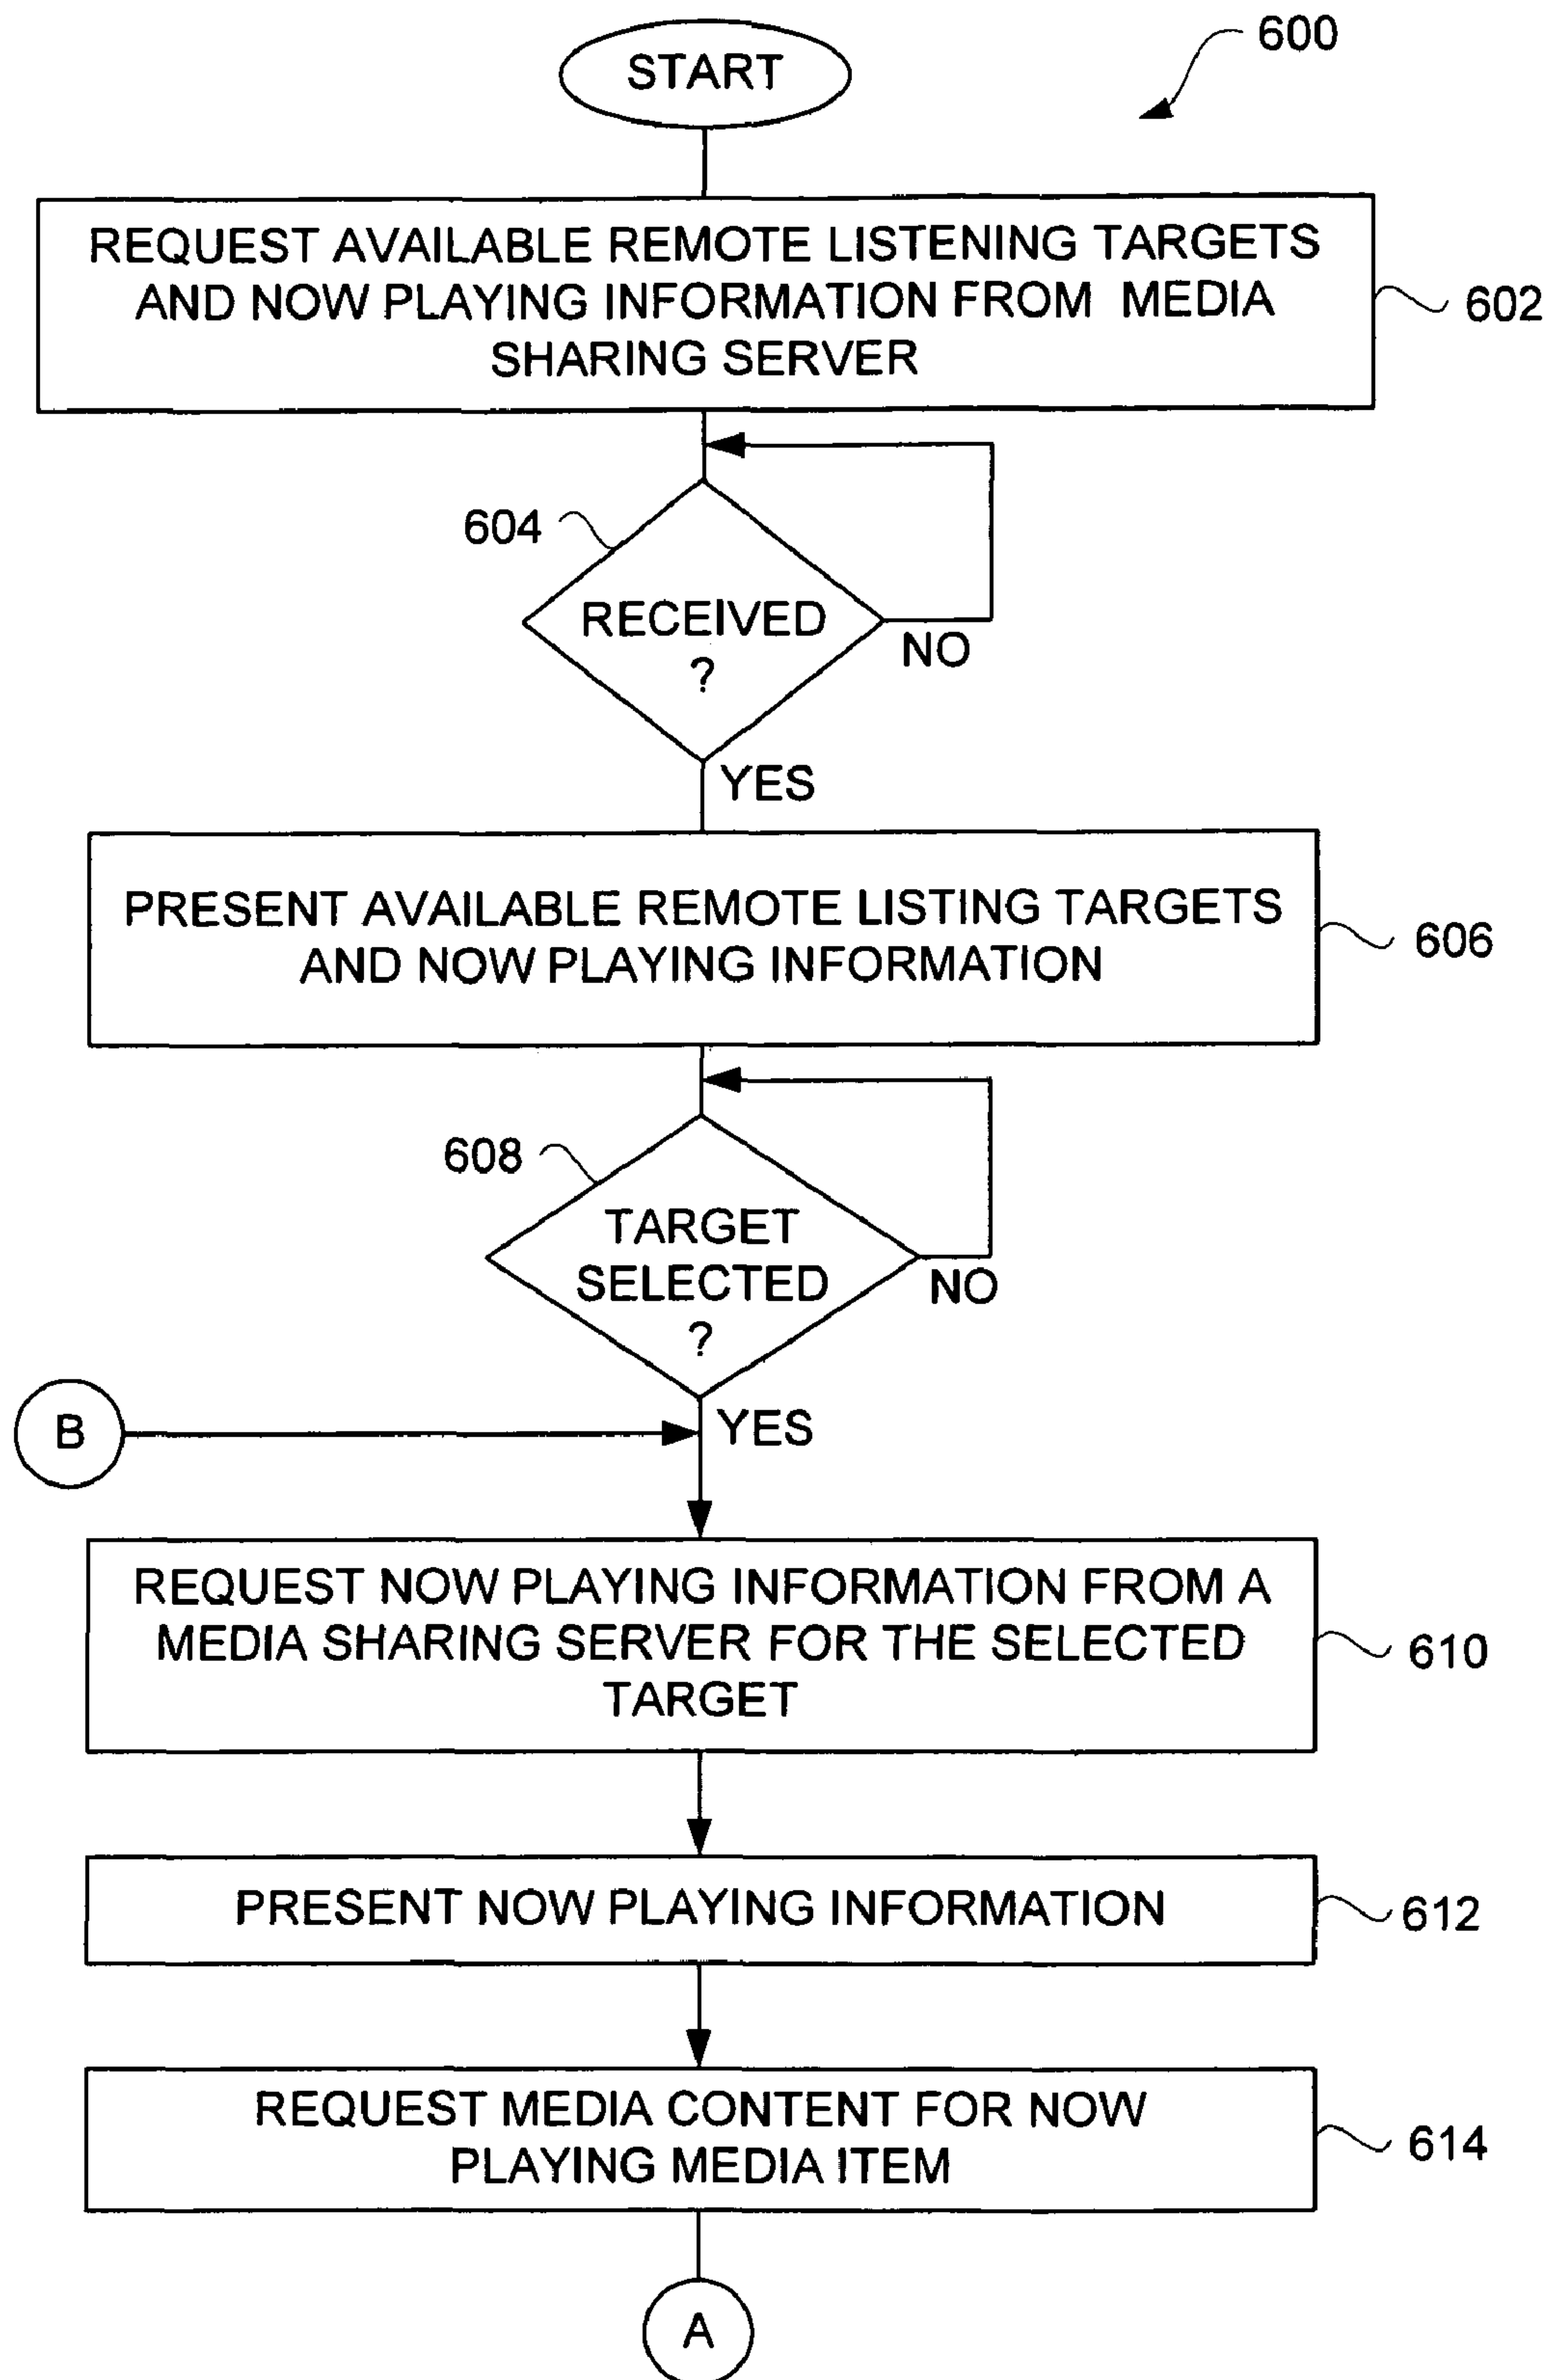 START
600
REQUEST AVAILABLE REMOTE LISTENING TARGETS
AND NOW PLAYING INFORMATION FROM MEDIA
SHARING SERVER
602
604
RECEIVED
?
NO
YES
PRESENT AVAILABLE REMOTE LISTING TARGETS
AND NOW PLAYING INFORMATION
606
608
TARGET
SELECTED
?
NO
B
YES
REQUEST NOW PLAYING INFORMATION FROM A
MEDIA SHARING SERVER FOR THE SELECTED
TARGET
610
PRESENT NOW PLAYING INFORMATION
612
REQUEST MEDIA CONTENT FOR NOW
PLAYING MEDIA ITEM
614
A